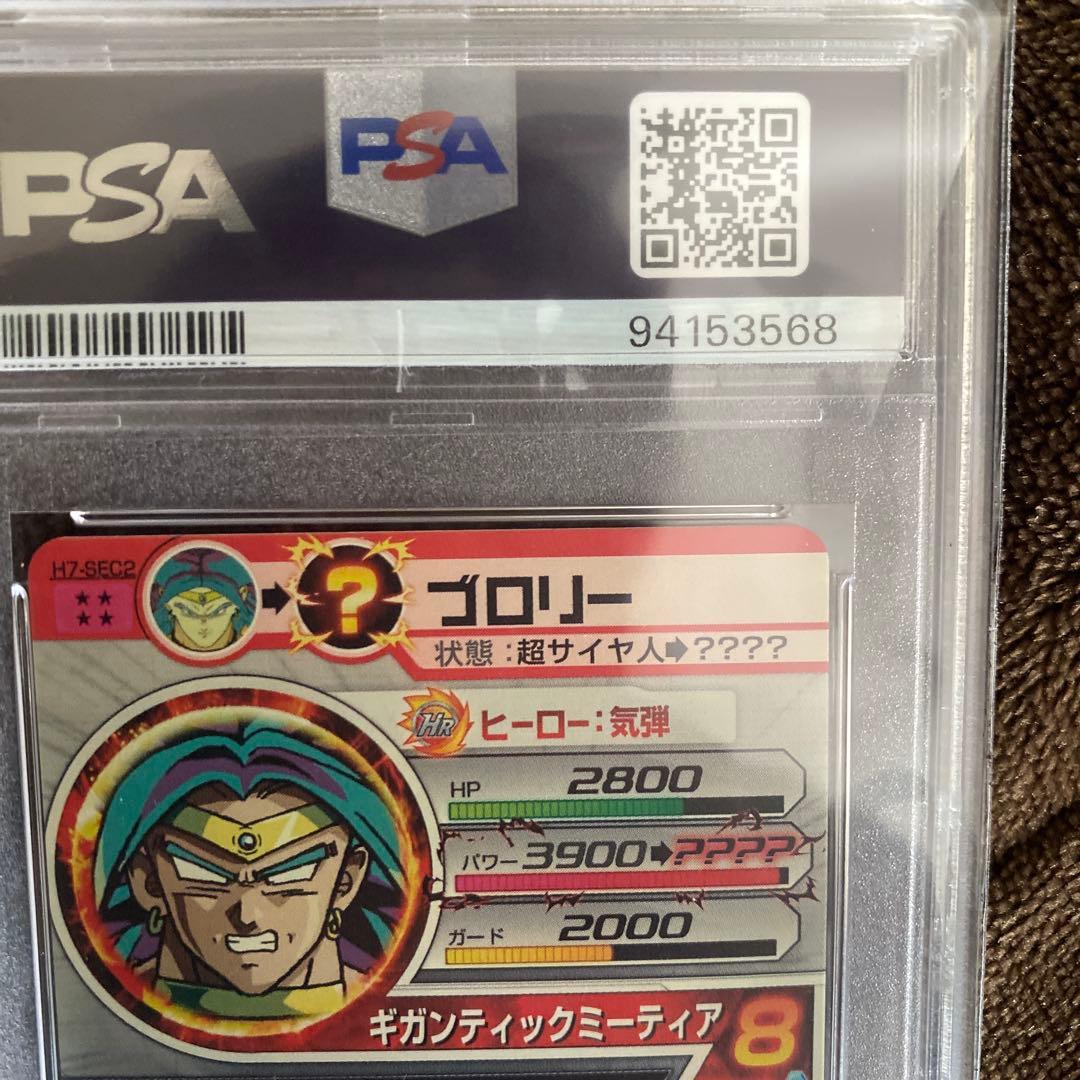 PSA
PSA
94153568
H7-SEC2
?
ゴロリー
状態:超サイヤ人➡????
HR
ヒーロー:気弾
HP 2800
パワー 3900➡????
ガード 2000
ギガンティックミーティア
8